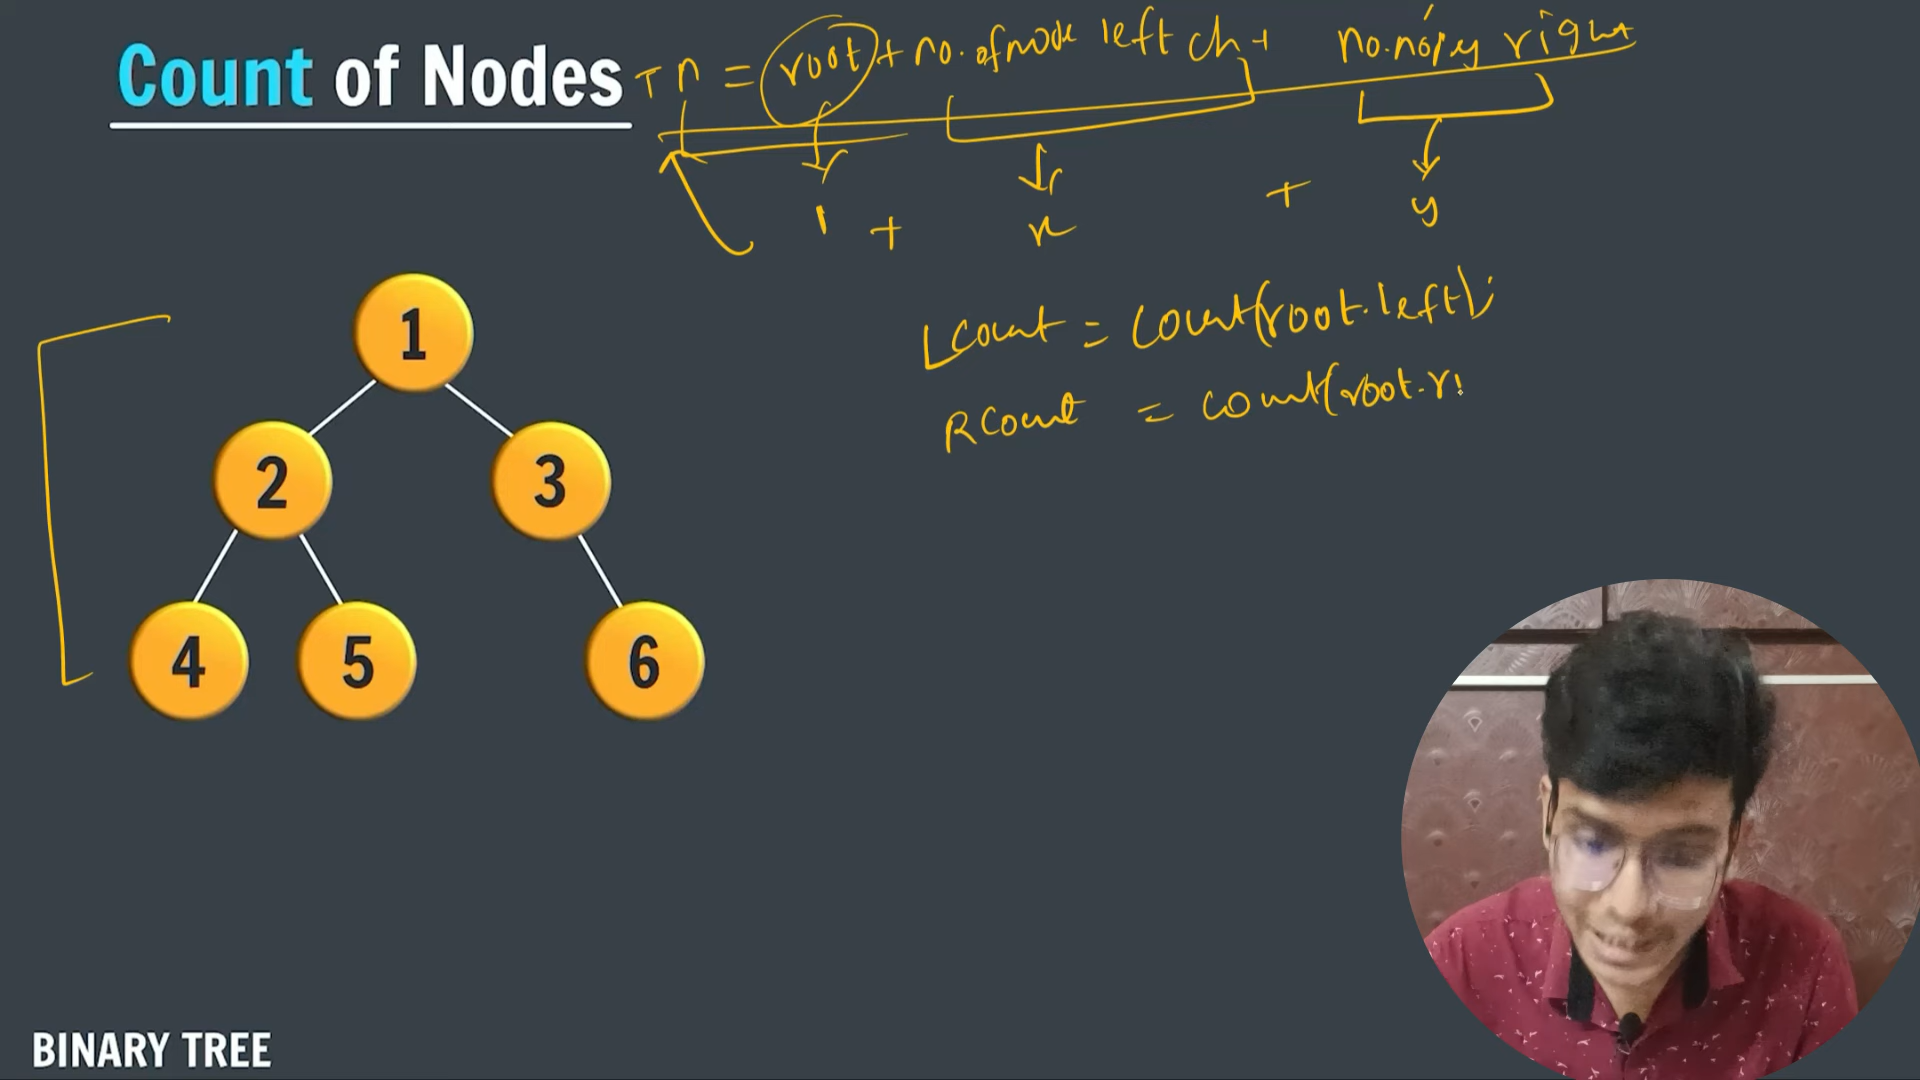 Count of Nodes
Tn = root + no. of node left ch + no. no right
1 + x + y
Lcount = count(root.left);
Rcount = count(root.ri
1
2 3
4 5 6
BINARY TREE